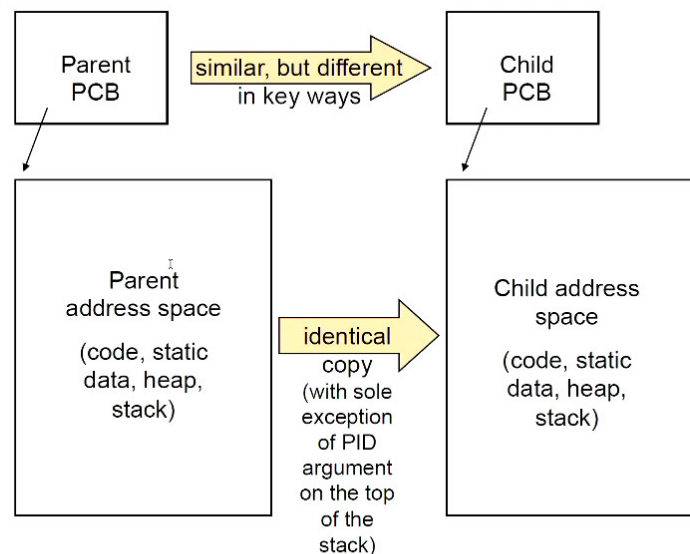 Parent
PCB
similar, but different
in key ways
Child
PCB
Parent
address space
(code, static
data, heap,
stack)
identical
copy
(with sole
exception
of PID
argument
on the top
of the
stack)
Child address
space
(code, static
data, heap,
stack)